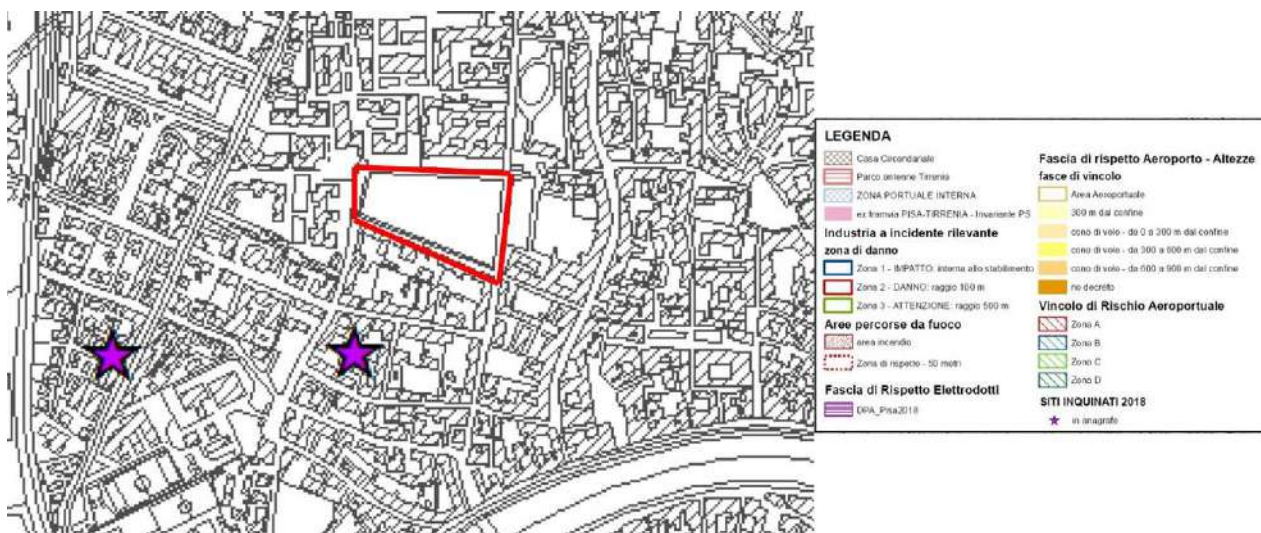 LEGENDA
Casa Circondariale
Parco antenne Tirrenia
ZONA PORTUALE INTERNA
ex tramvia PISA-TIRRENIA - Invariante PS
Industria a incidente rilevante
zona di danno
Zona 1 - IMPATTO: interna allo stabilimento
Zona 2 - DANNO: raggio 100 m
Zona 3 - ATTENZIONE: raggio 500 m
Aree percorse da fuoco
area incendio
Zona di rispetto - 50 metri
Fascia di Rispetto Elettrodotti
DPA_Pisa2018
Fascia di rispetto Aeroporto - Altezze
fasce di vincolo
Area Aeroportuale
300 m dal confine
cono di volo - da 0 a 300 m dal confine
cono di volo - da 300 a 600 m dal confine
cono di volo - da 600 a 900 m dal confine
no decreto
Vincolo di Rischio Aeroportuale
Zona A
Zona B
Zona C
Zona D
SITI INQUINATI 2018
in anagrafe